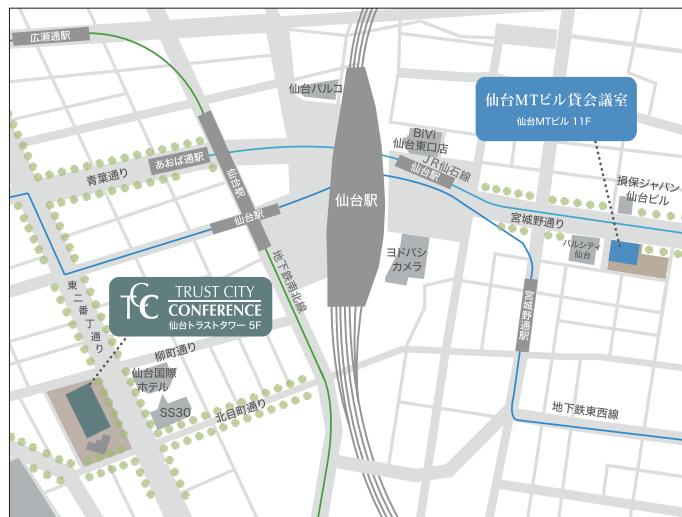 広瀬通駅
仙台パルコ
仙台MTビル貸会議室
仙台MTビル 11F
BiVi
仙台東口店
JR仙石線
仙台駅
あおば通駅
青葉通り
仙台駅
仙台駅
仙台駅
損保ジャパン
仙台ビル
宮城野通り
パルシティ
仙台
ヨドバシ
カメラ
地下鉄南北線
TCC
TRUST CITY
CONFERENCE
仙台トラストタワー 5F
東二番丁通り
宮城野通駅
柳町通り
仙台国際
ホテル
SS30
北目町通り
地下鉄東西線